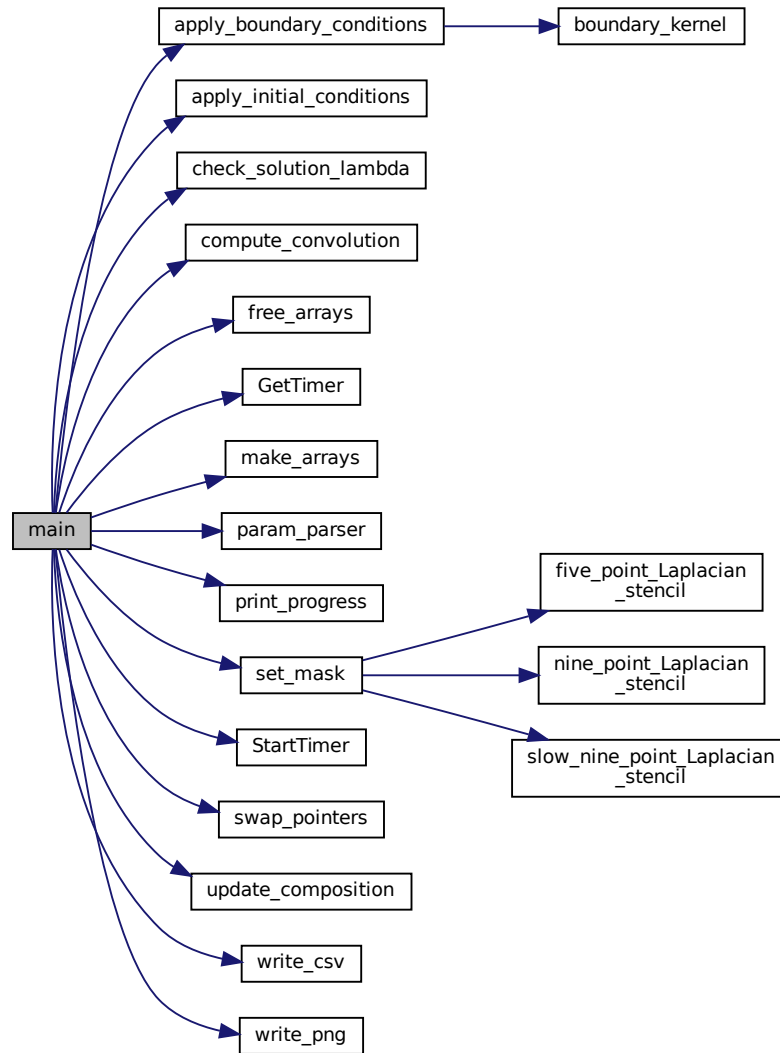 apply_boundary_conditions
boundary_kernel
apply_initial_conditions
check_solution_lambda
compute_convolution
free_arrays
GetTimer
make_arrays
main
param_parser
print_progress
five_point_Laplacian
_stencil
set_mask
nine_point_Laplacian
_stencil
slow_nine_point_Laplacian
_stencil
StartTimer
swap_pointers
update_composition
write_csv
write_png